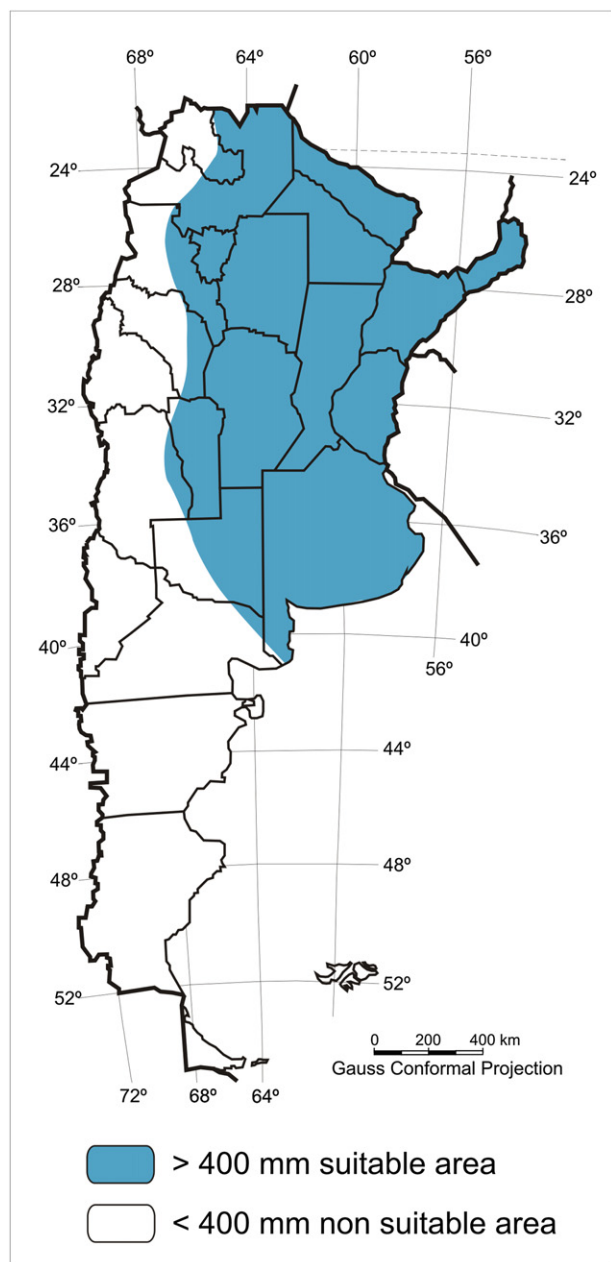 68º 64º 60º 56º
24º 24º
28º 28º
32º 32º
36º 36º
40º 40º
56º
44º 44º
48º 48º
52º 52º
0 200 400 km
Gauss Conformal Projection
72º 68º 64º
> 400 mm suitable area
< 400 mm non suitable area